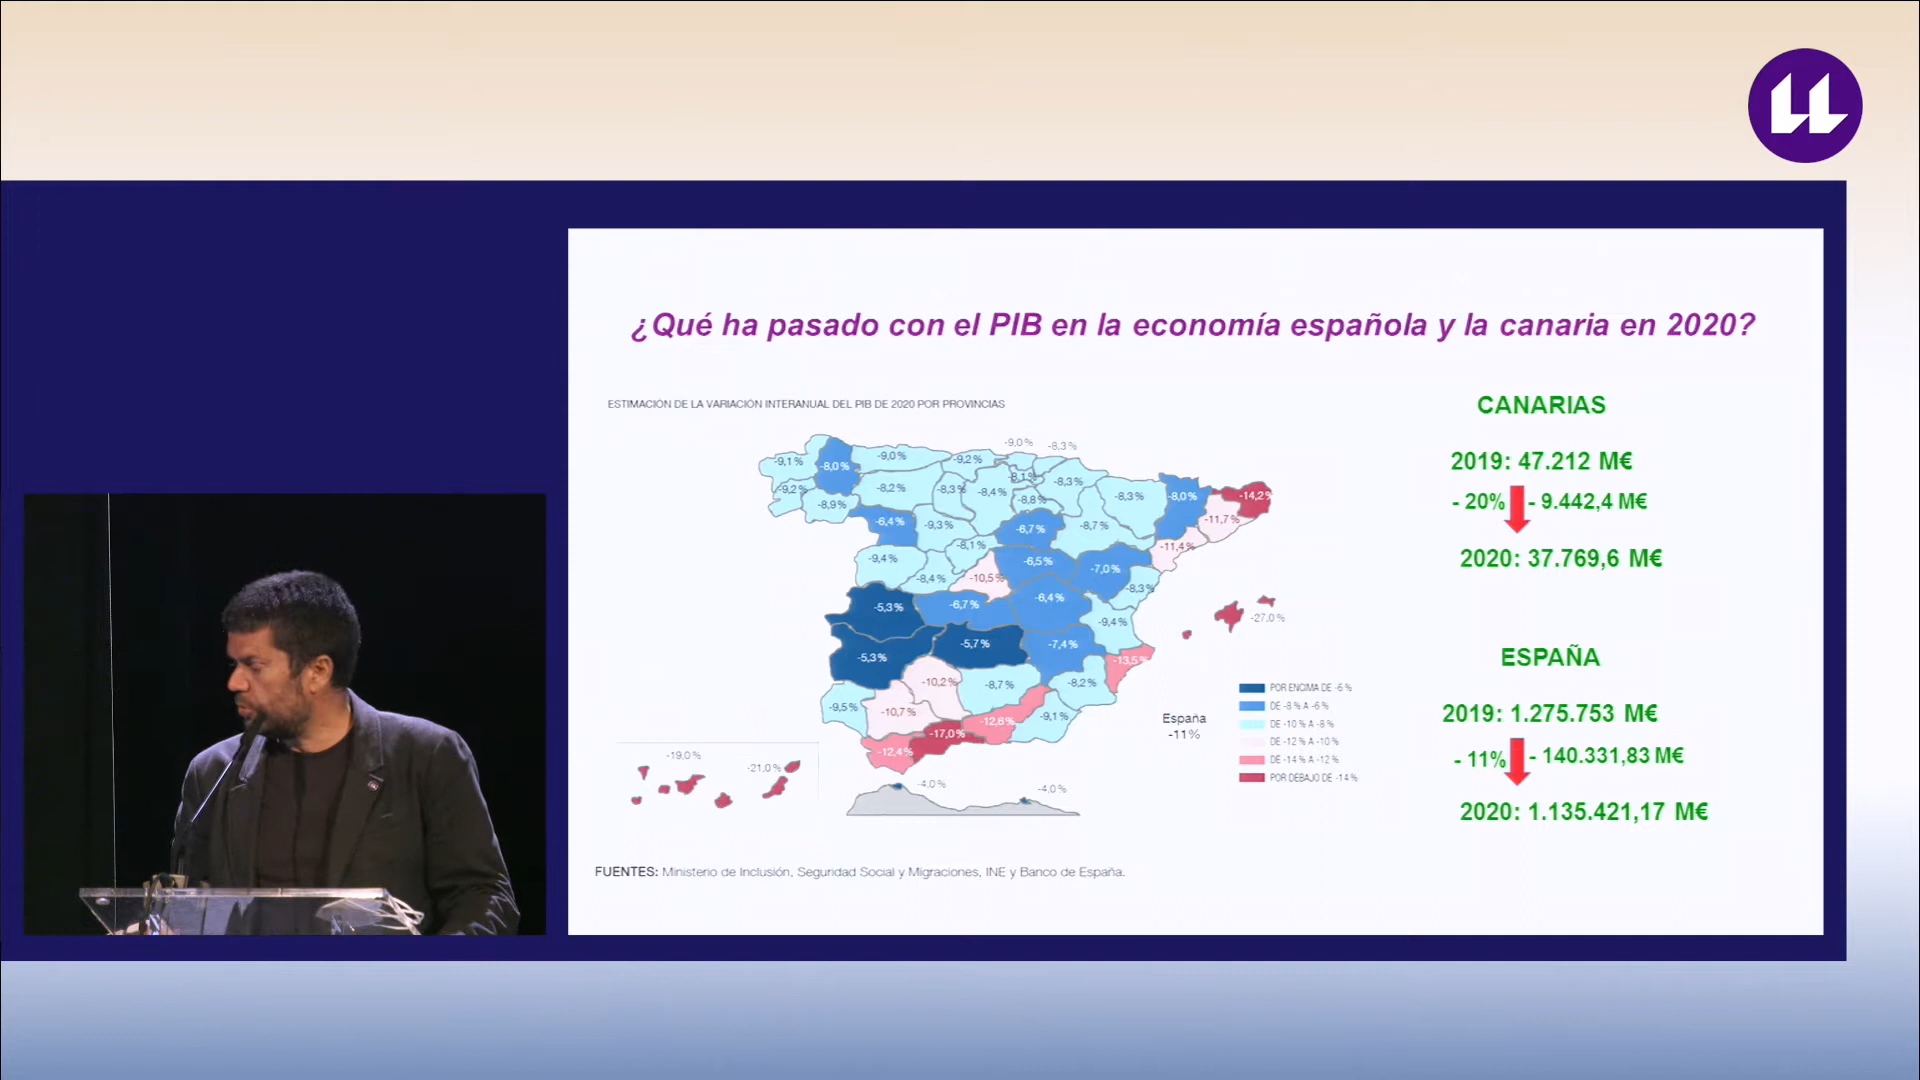 ¿Qué ha pasado con el PIB en la economía española y la canaria en 2020?
ESTIMACIÓN DE LA VARIACIÓN INTERANUAL DEL PIB DE 2020 POR PROVINCIAS
-9,0 %
-8,3 %
-9,1 %
-8,0 %
-9,0 %
-9,2 %
-8,1 %
-8,3 %
-9,2 %
-8,2 %
-8,3 %
-8,4 %
-8,8 %
-8,3 %
-8,0 %
-14,2%
-8,9 %
-6,4 %
-9,3 %
-6,7 %
-8,7 %
-11,7 %
-11,4 %
-9,4 %
-8,1 %
-8,4 %
-10,5 %
-6,5 %
-7,0 %
-8,3 %
-5,3 %
-6,7 %
-6,4 %
-9,4 %
-27,0 %
-5,3 %
-5,7 %
-7,4 %
-13,5 %
-9,5 %
-10,7 %
-10,2 %
-8,7 %
-8,2 %
-12,4 %
-17,0 %
-12,6 %
-9,1 %
-19,0 %
-21,0 %
-4,0 %
-4,0 %
España
-11%
POR ENCIMA DE -6 %
DE -8 % A -6 %
DE -10 % A -8 %
DE -12 % A -10 %
DE -14 % A -12 %
POR DEBAJO DE -14 %
FUENTES: Ministerio de Inclusión, Seguridad Social y Migraciones, INE y Banco de España.
CANARIAS
2019: 47.212 M€
- 20% - 9.442,4 M€
2020: 37.769,6 M€
ESPAÑA
2019: 1.275.753 M€
- 11% - 140.331,83 M€
2020: 1.135.421,17 M€